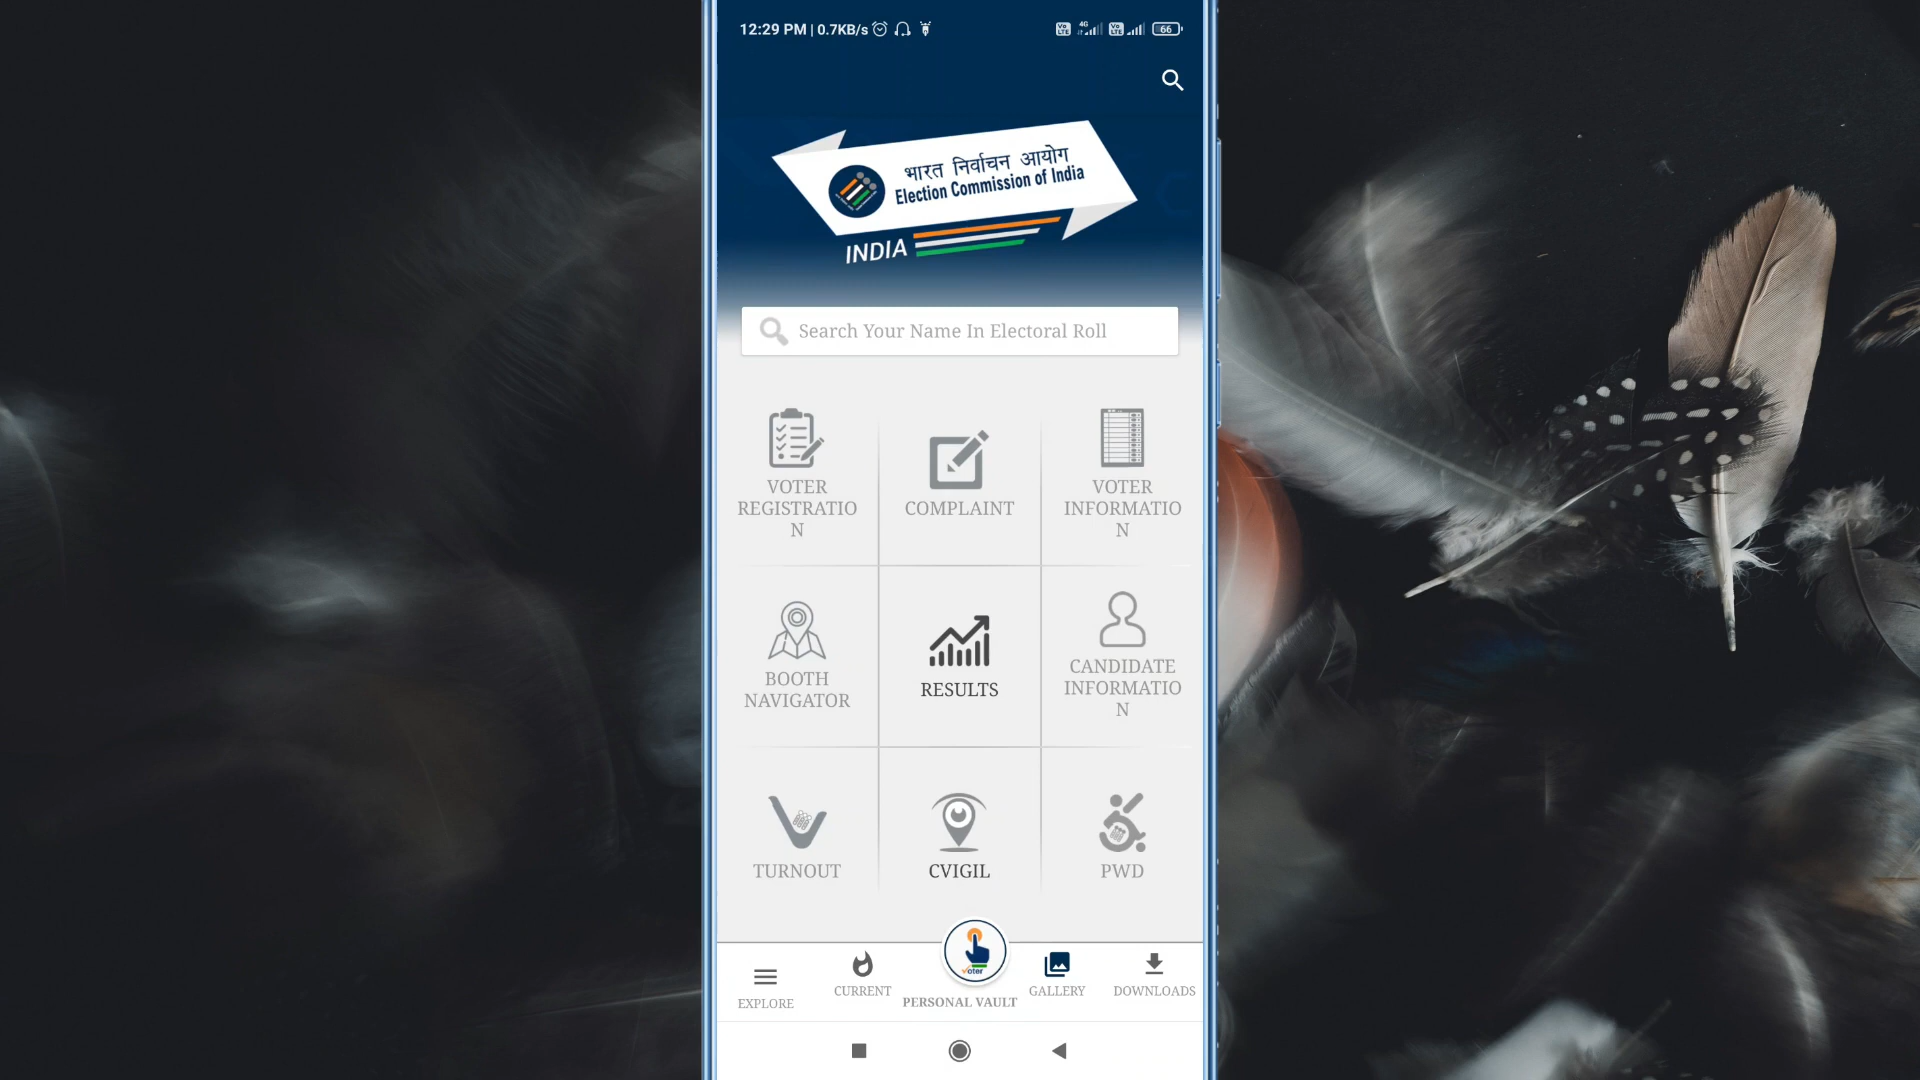 12:29 PM | 0.7KB/s
4G
66
भारत निर्वाचन आयोग
Election Commission of India
INDIA
Search Your Name In Electoral Roll
VOTER
REGISTRATIO
N
COMPLAINT
VOTER
INFORMATIO
N
BOOTH
NAVIGATOR
RESULTS
CANDIDATE
INFORMATIO
N
TURNOUT
CVIGIL
PWD
EXPLORE
CURRENT
Voter
PERSONAL VAULT
GALLERY
DOWNLOADS